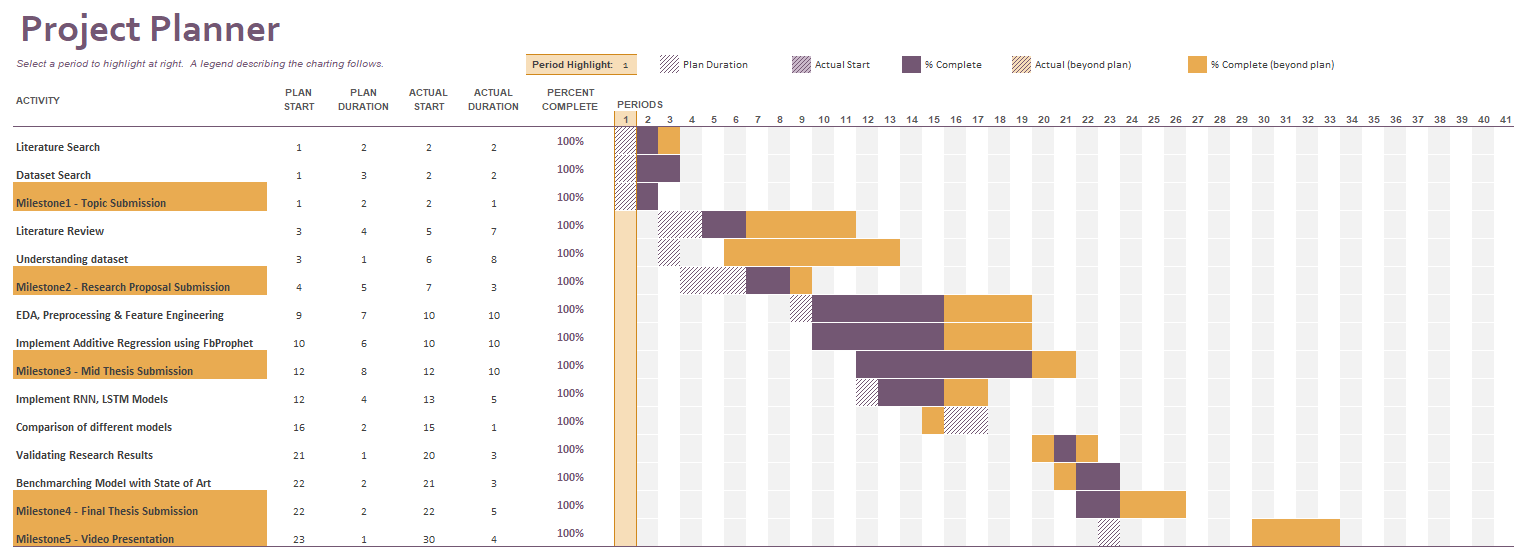 Project Planner
Select a period to highlight at right. A legend describing the charting follows.
Period Highlight: 1
Plan Duration
Actual Start
% Complete
Actual (beyond plan)
% Complete (beyond plan)
ACTIVITY PLAN START PLAN DURATION ACTUAL START ACTUAL DURATION PERCENT COMPLETE PERIODS
1 2 3 4 5 6 7 8 9 10 11 12 13 14 15 16 17 18 19 20 21 22 23 24 25 26 27 28 29 30 31 32 33 34 35 36 37 38 39 40 41
Literature Search 1 2 2 2 100%
Dataset Search 1 3 2 2 100%
Milestone1 - Topic Submission 1 2 2 1 100%
Literature Review 3 4 5 7 100%
Understanding dataset 3 1 6 8 100%
Milestone2 - Research Proposal Submission 4 5 7 3 100%
EDA, Preprocessing & Feature Engineering 9 7 10 10 100%
Implement Additive Regression using FbProphet 10 6 10 10 100%
Milestone3 - Mid Thesis Submission 12 8 12 10 100%
Implement RNN, LSTM Models 12 4 13 5 100%
Comparison of different models 16 2 15 1 100%
Validating Research Results 21 1 20 3 100%
Benchmarching Model with State of Art 22 2 21 3 100%
Milestone4 - Final Thesis Submission 22 2 22 5 100%
Milestone5 - Video Presentation 23 1 30 4 100%